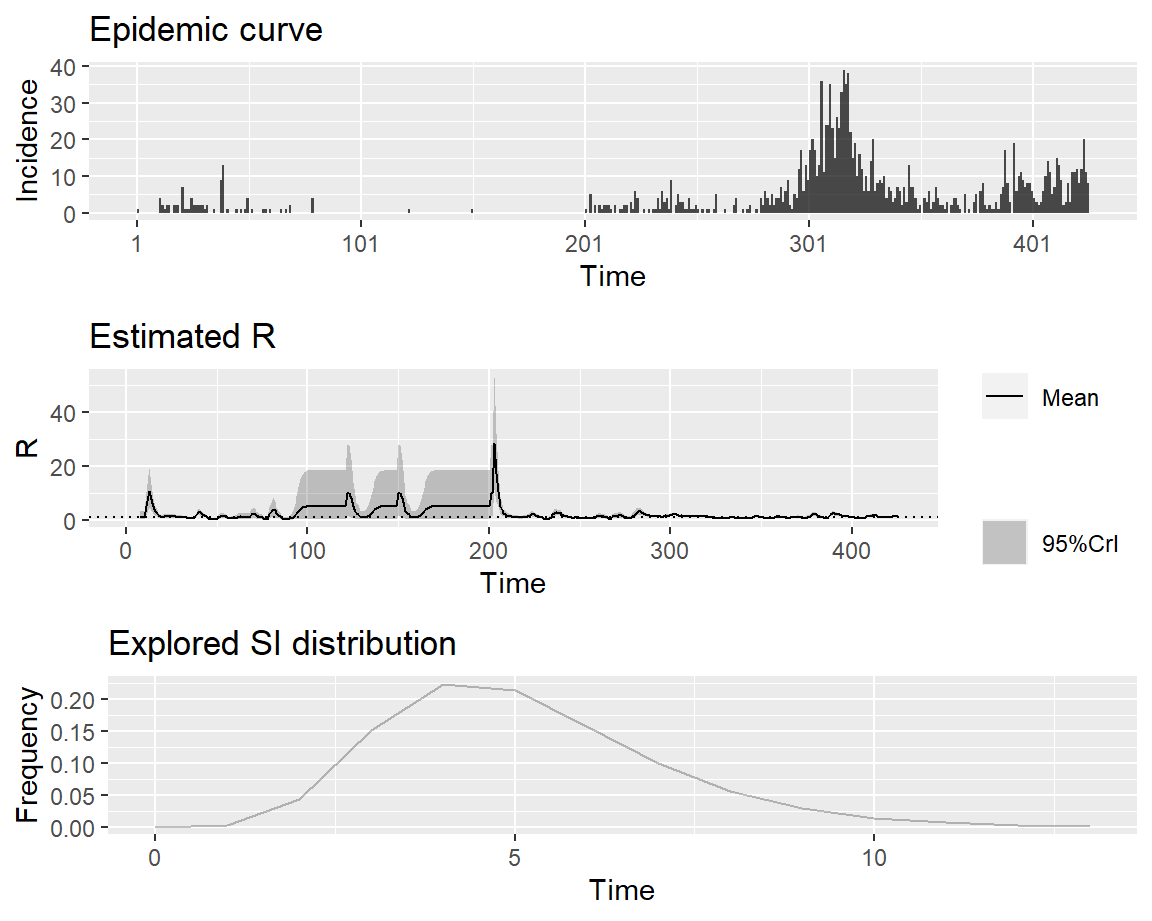 Epidemic curve
Incidence
40
30
20
10
0
1 101 201 301 401
Time
Estimated R
R
40
20
0
0 100 200 300 400
Time
Mean
95%CrI
Explored SI distribution
Frequency
0.20
0.15
0.10
0.05
0.00
0 5 10
Time